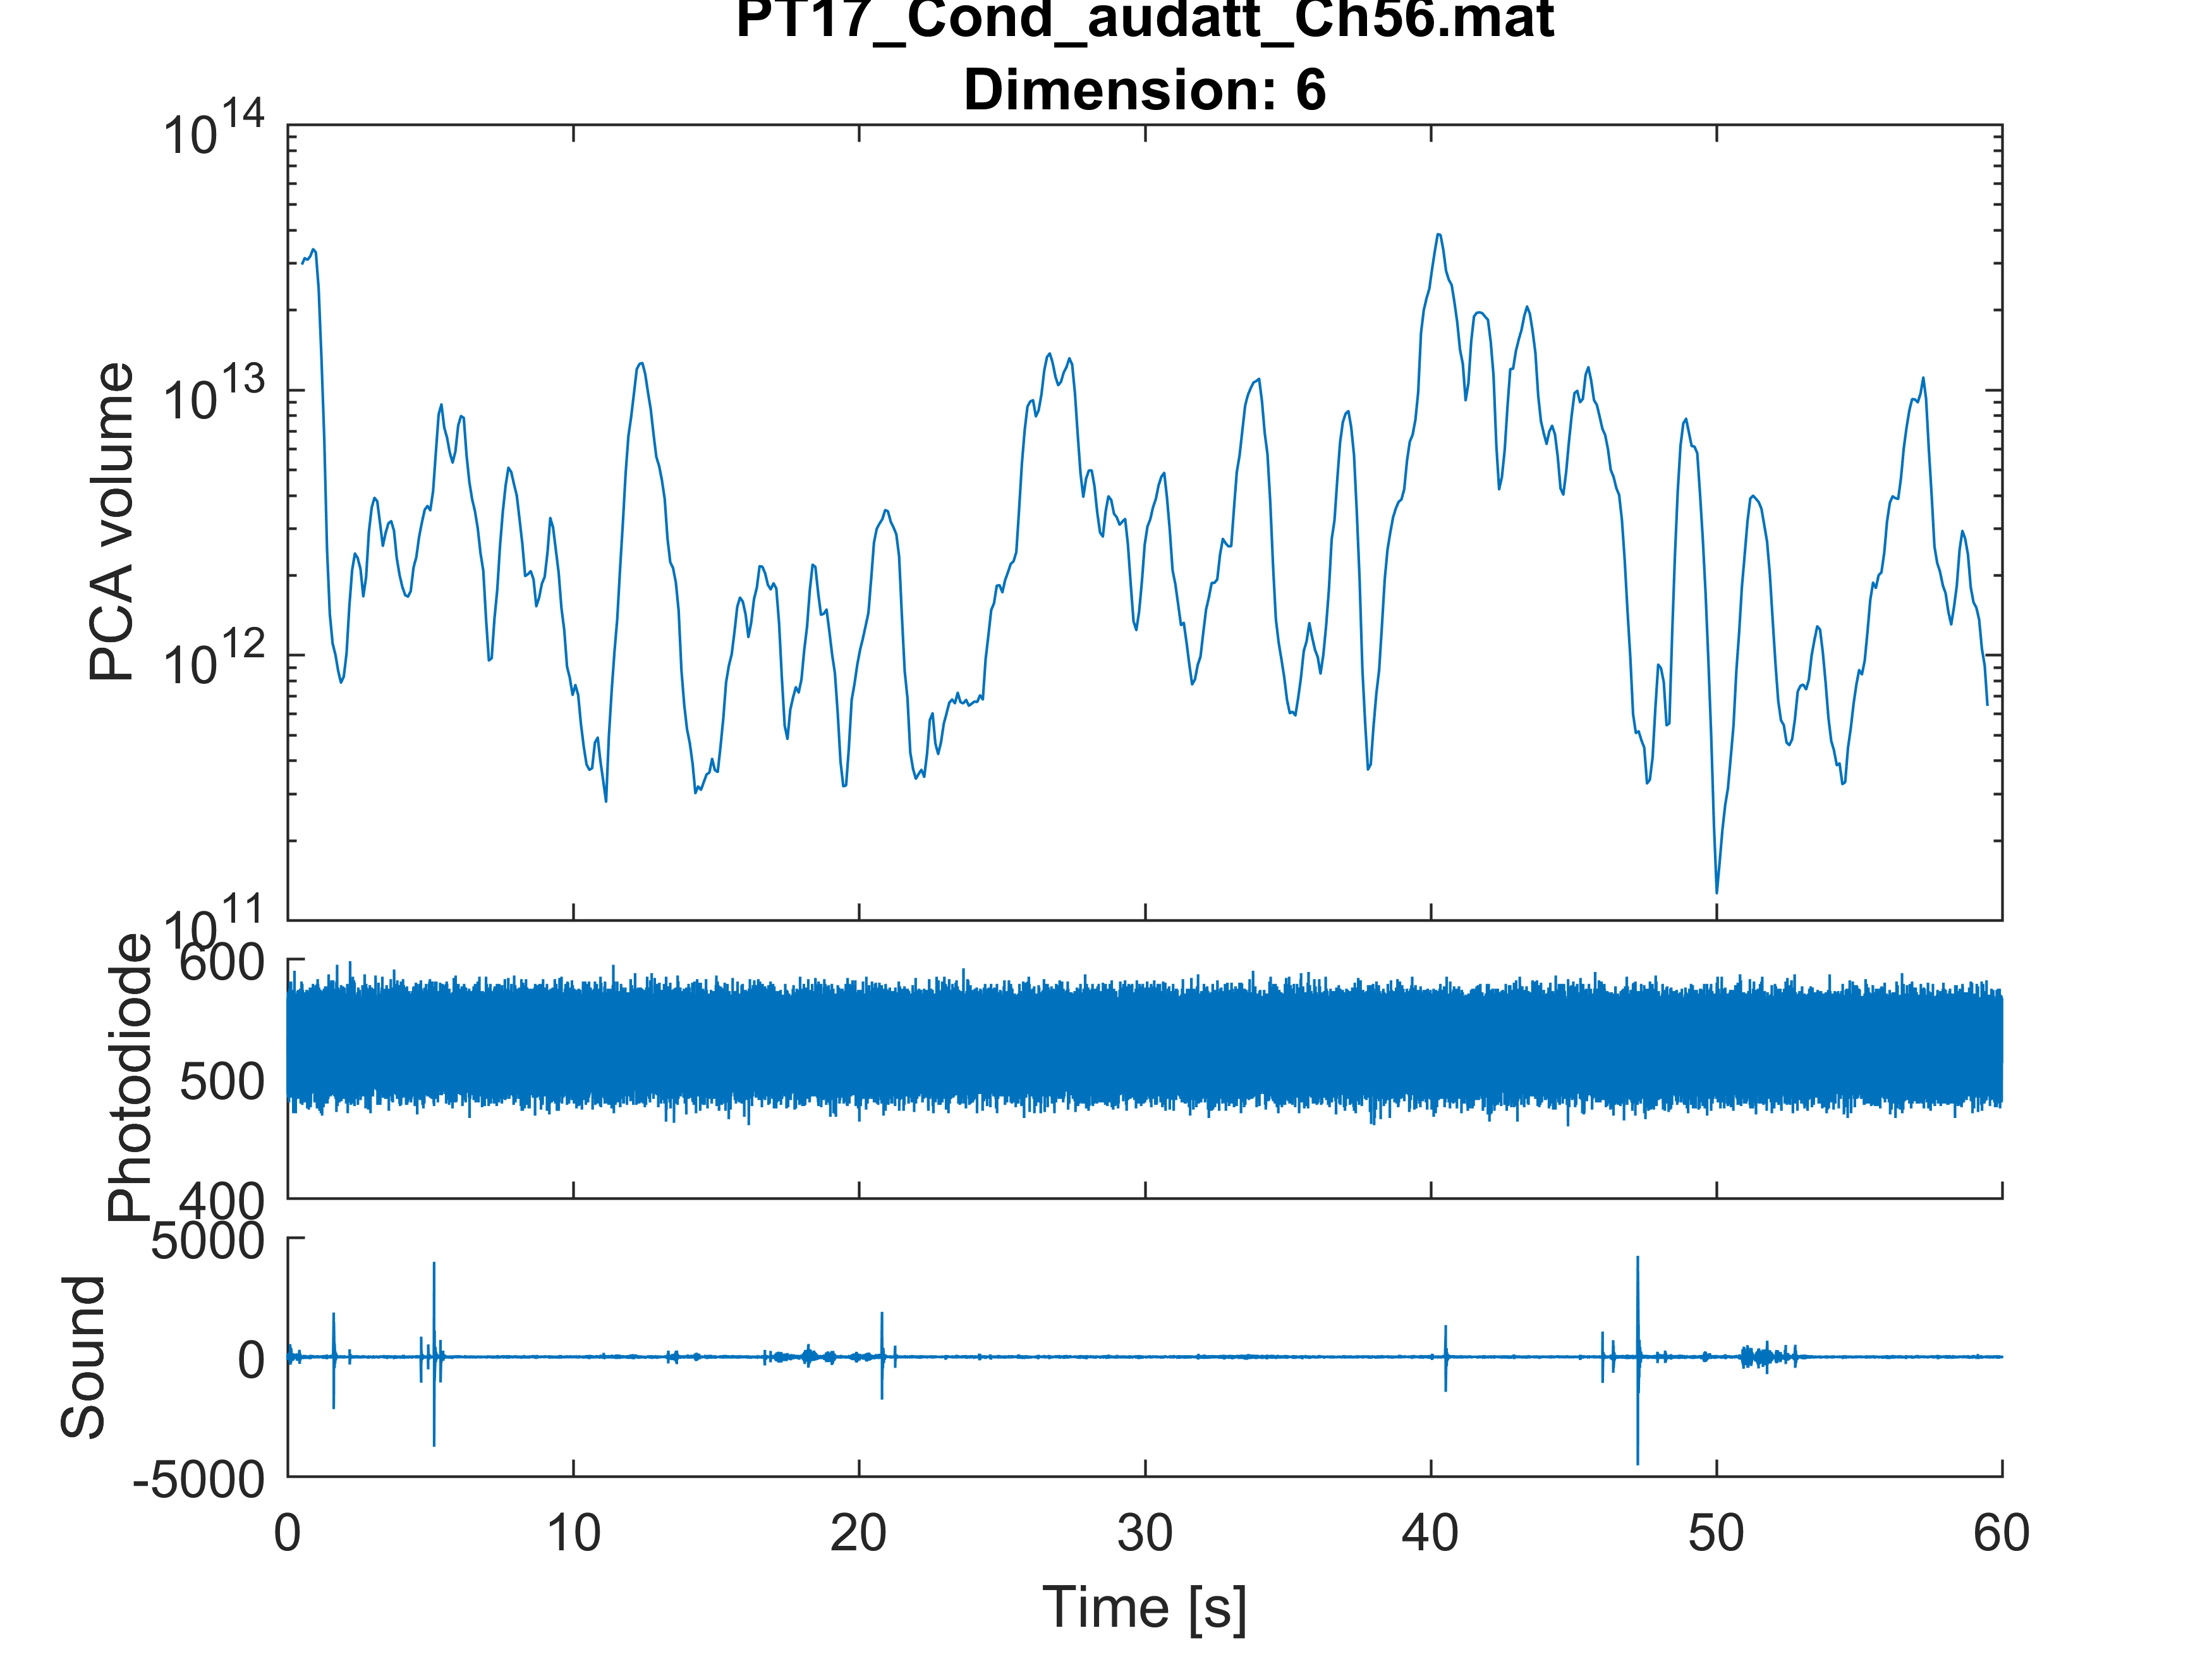 PT17_Cond_audatt_Ch56.mat
Dimension: 6
PCA volume
10^14
10^13
10^12
10^11
Photodiode
600
500
400
Sound
5000
0
-5000
0 10 20 30 40 50 60
Time [s]